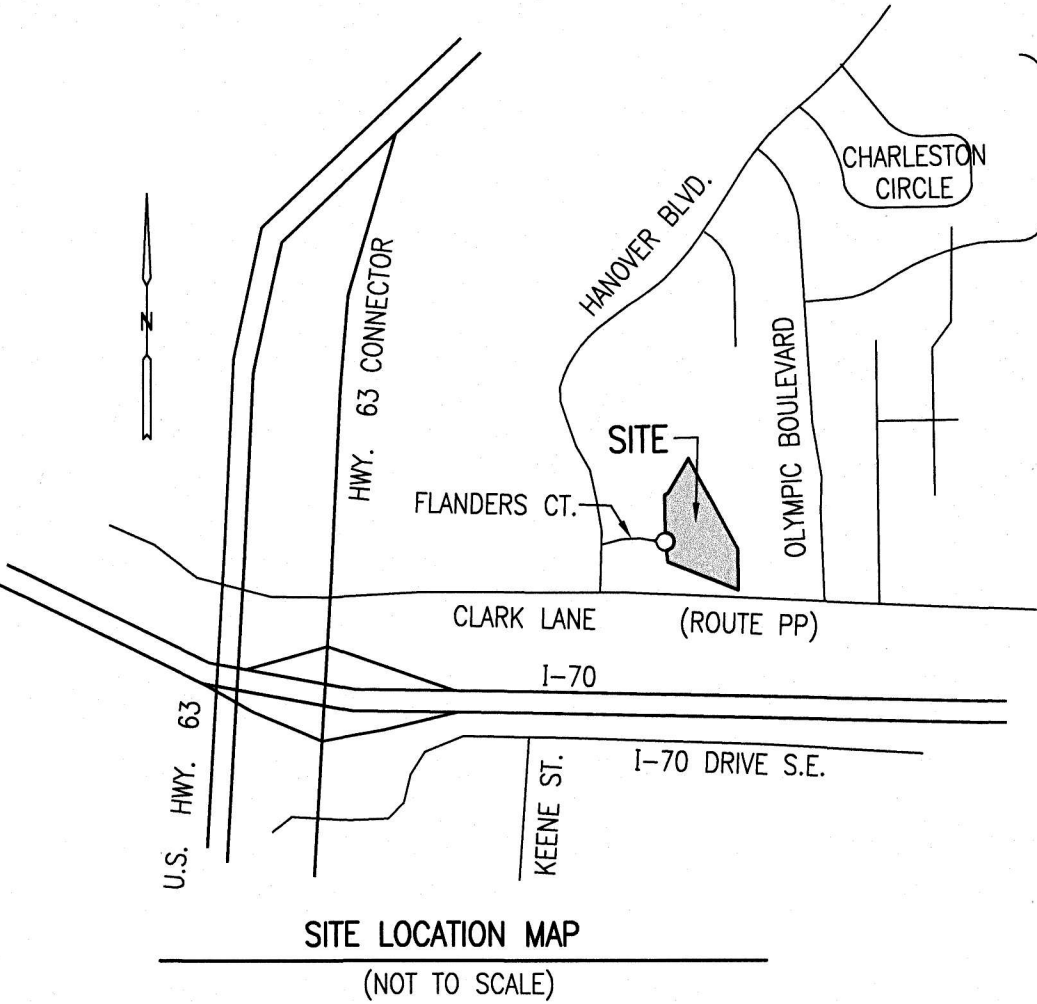 CHARLESTON
CIRCLE
HANOVER BLVD.
HWY. 63 CONNECTOR
N
OLYMPIC BOULEVARD
SITE
FLANDERS CT.
CLARK LANE (ROUTE PP)
I-70
U.S. HWY. 63
I-70 DRIVE S.E.
KEENE ST.
SITE LOCATION MAP
(NOT TO SCALE)